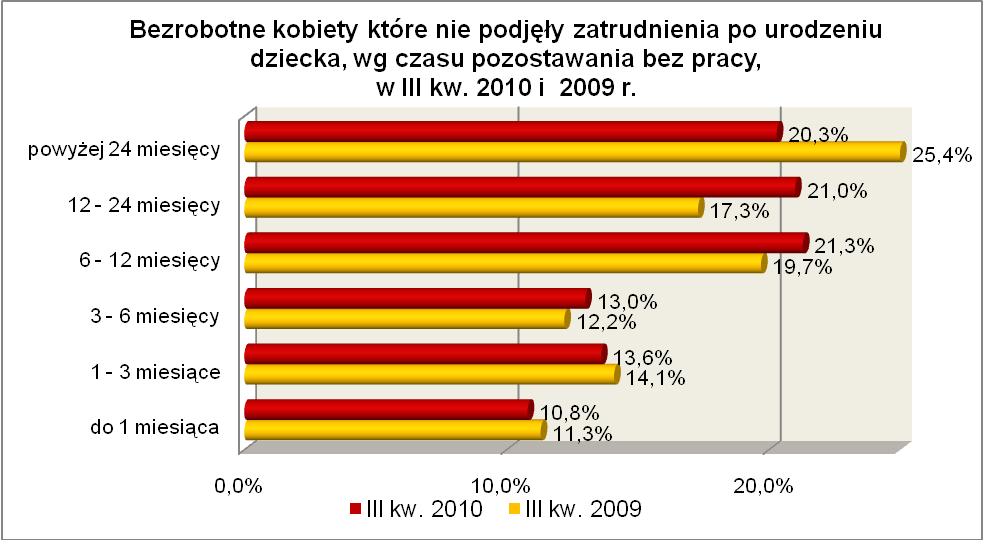 Bezrobotne kobiety które nie podjęły zatrudnienia po urodzeniu
dziecka, wg czasu pozostawania bez pracy,
w III kw. 2010 i 2009 r.
powyżej 24 miesięcy
20,3%
25,4%
12 - 24 miesięcy
21,0%
17,3%
6 - 12 miesięcy
21,3%
19,7%
3 - 6 miesięcy
13,0%
12,2%
1 - 3 miesiące
13,6%
14,1%
do 1 miesiąca
10,8%
11,3%
0,0% 10,0% 20,0%
III kw. 2010 III kw. 2009